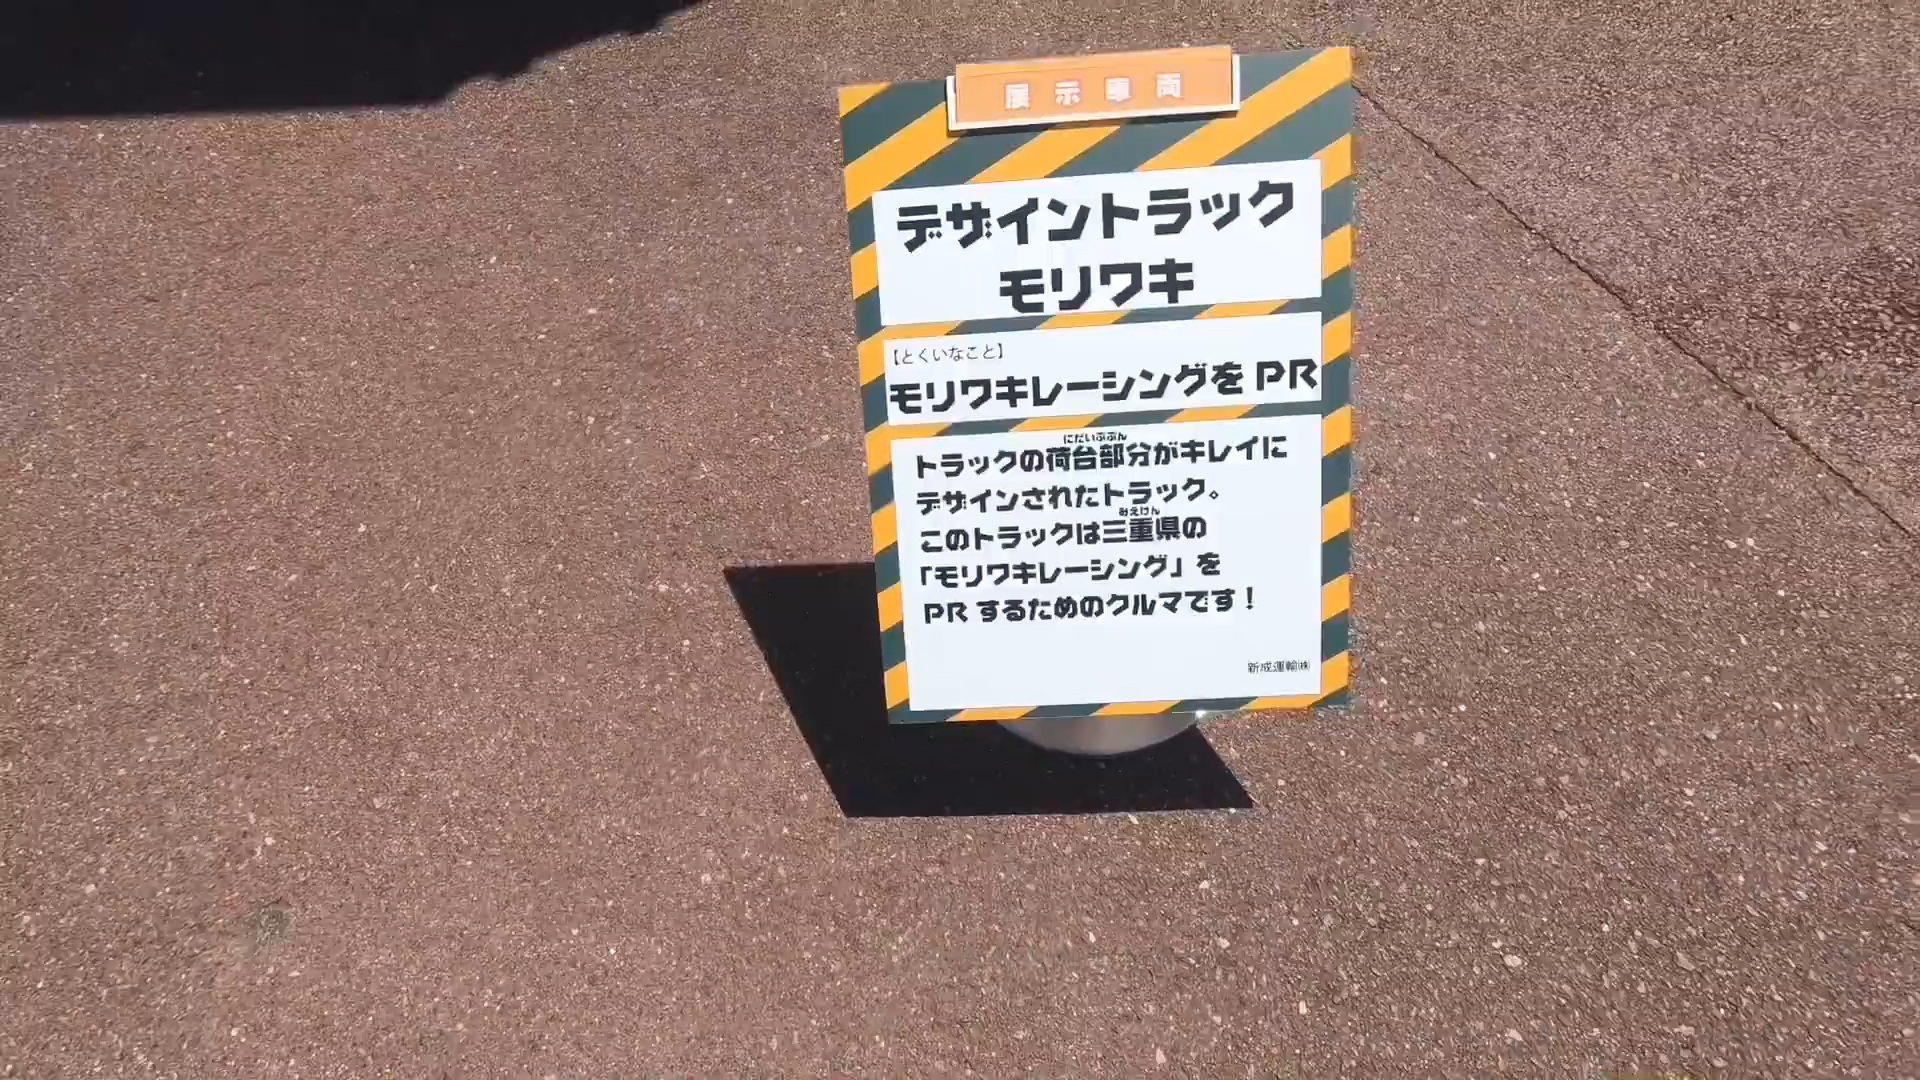 展示車両
デザイントラック
モリワキ
【とくいなこと】
モリワキレーシングを PR
にだいぶぶん
トラックの荷台部分がキレイに
デザインされたトラック。
みえけん
このトラックは三重県の
「モリワキレーシング」を
PR するためのクルマです！
新成運輸㈱